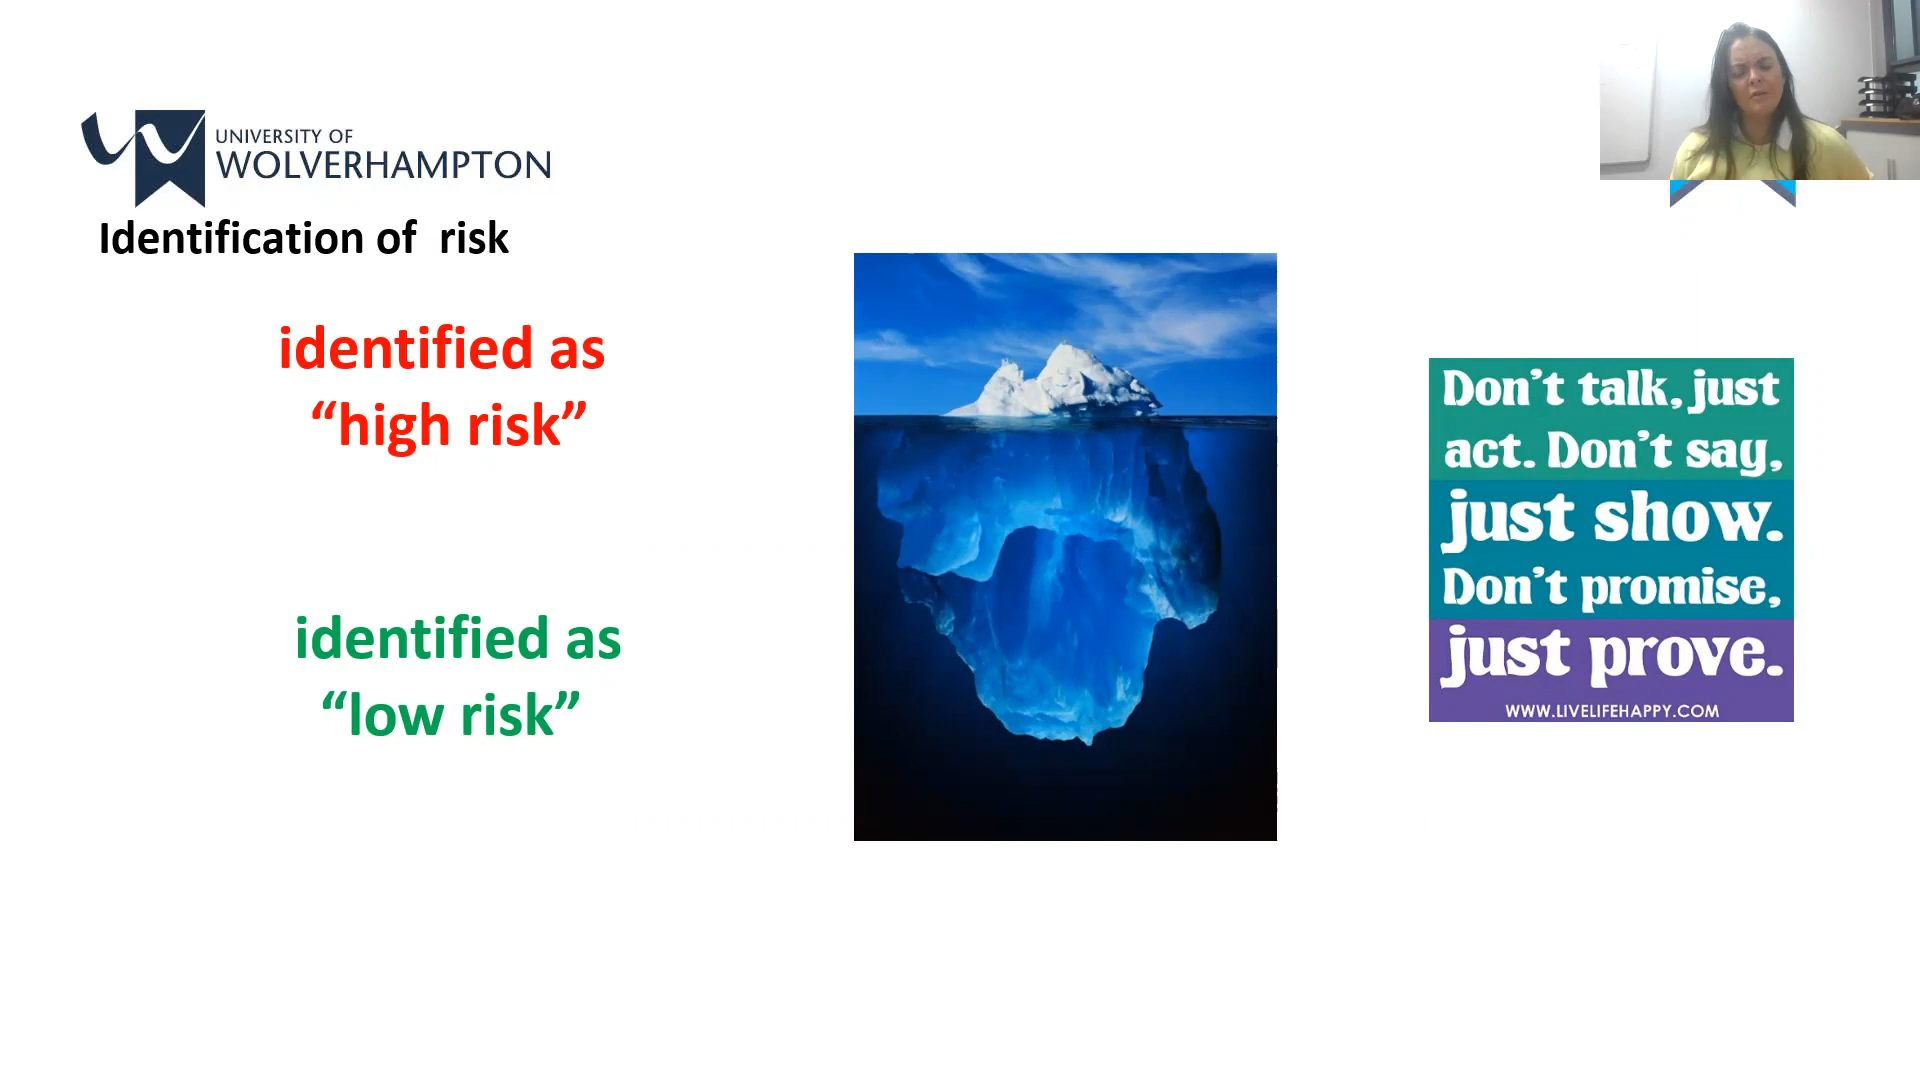 UNIVERSITY OF
WOLVERHAMPTON
Identification of  risk
identified as
“high risk”
identified as
“low risk”
Don’t talk, just
act. Don’t say,
just show.
Don’t promise,
just prove.
WWW.LIVELIFEHAPPY.COM